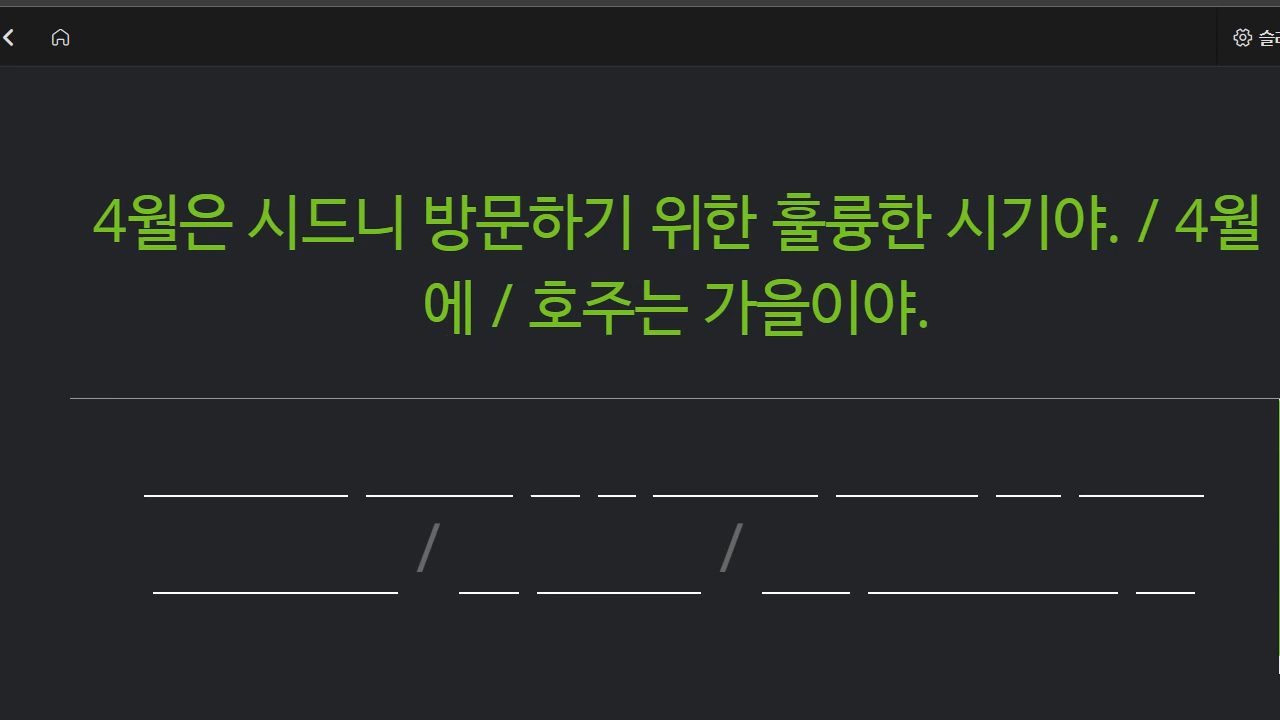 슬
4월은 시드니 방문하기 위한 훌륭한 시기야. / 4월
에 / 호주는 가을이야.
/ /